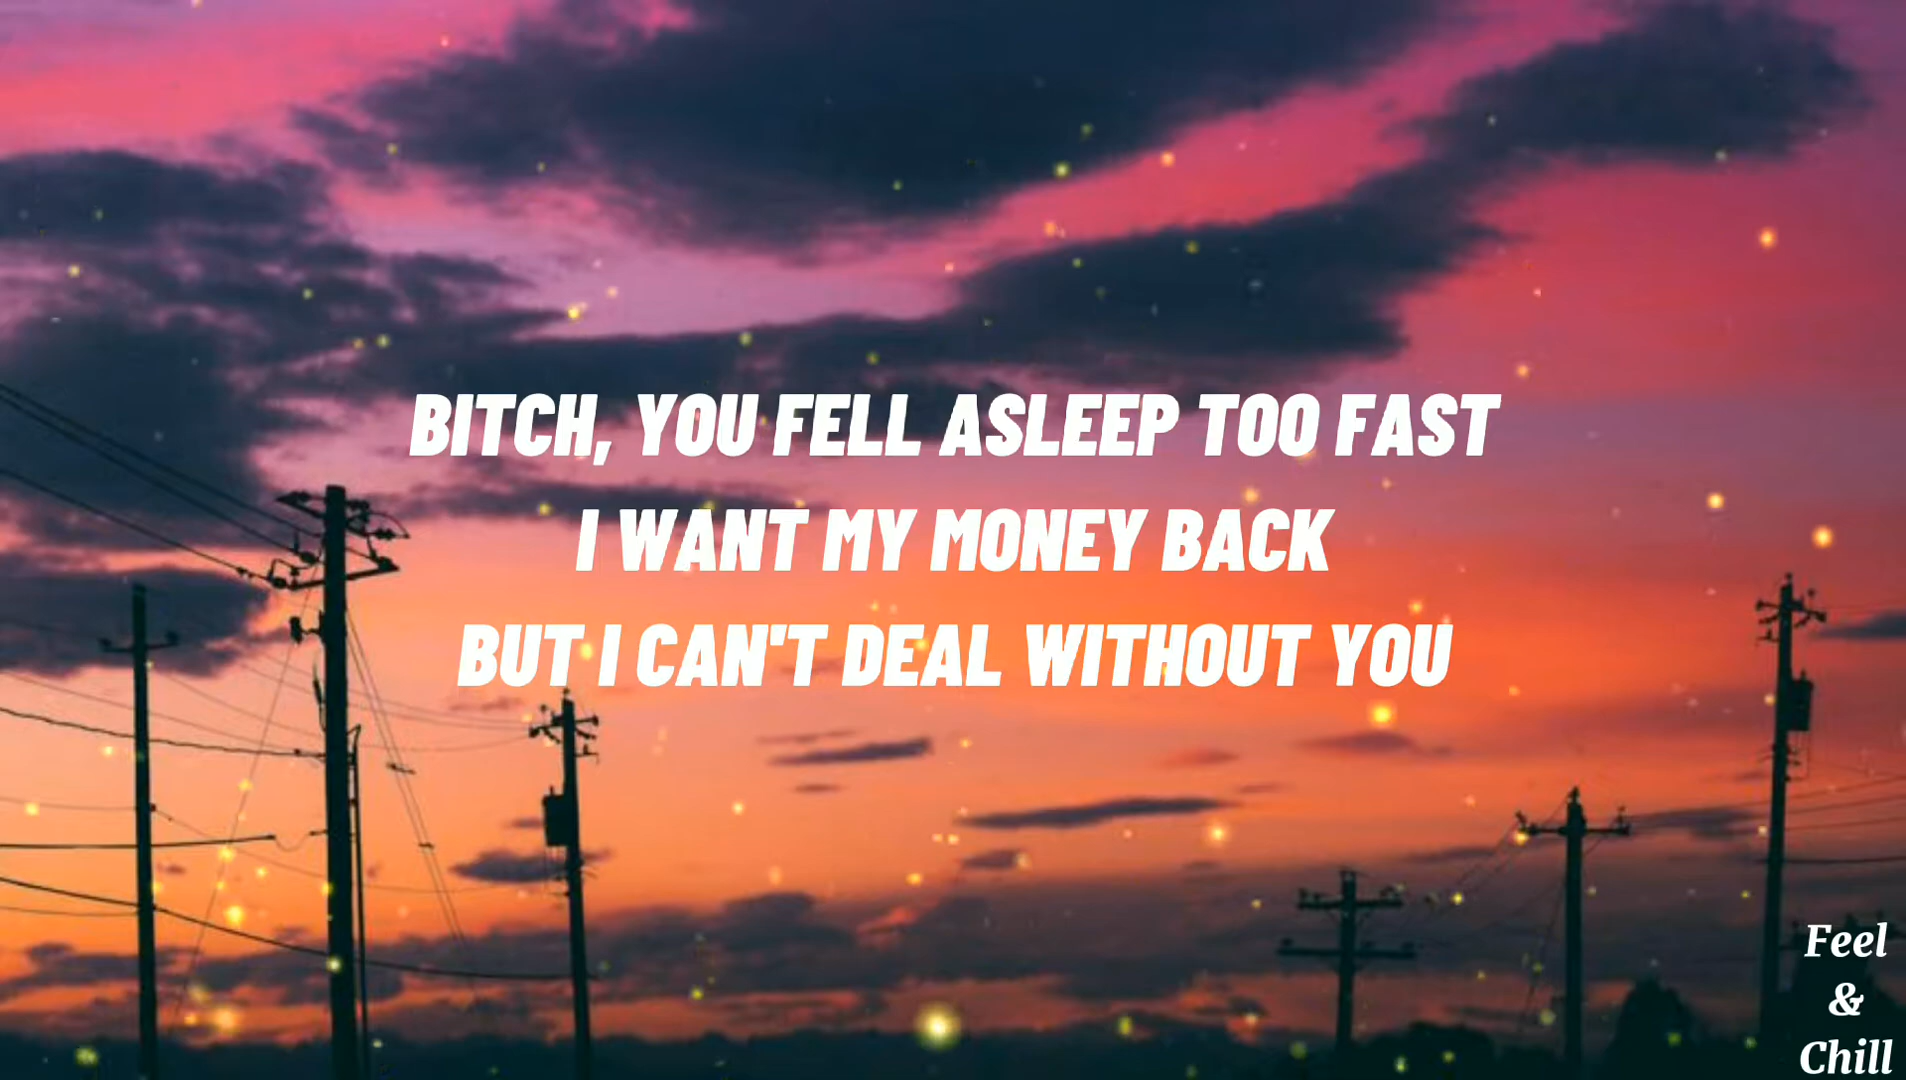 BITCH, YOU FELL ASLEEP TOO FAST
I WANT MY MONEY BACK
BUT I CAN'T DEAL WITHOUT YOU
Feel
&
Chill